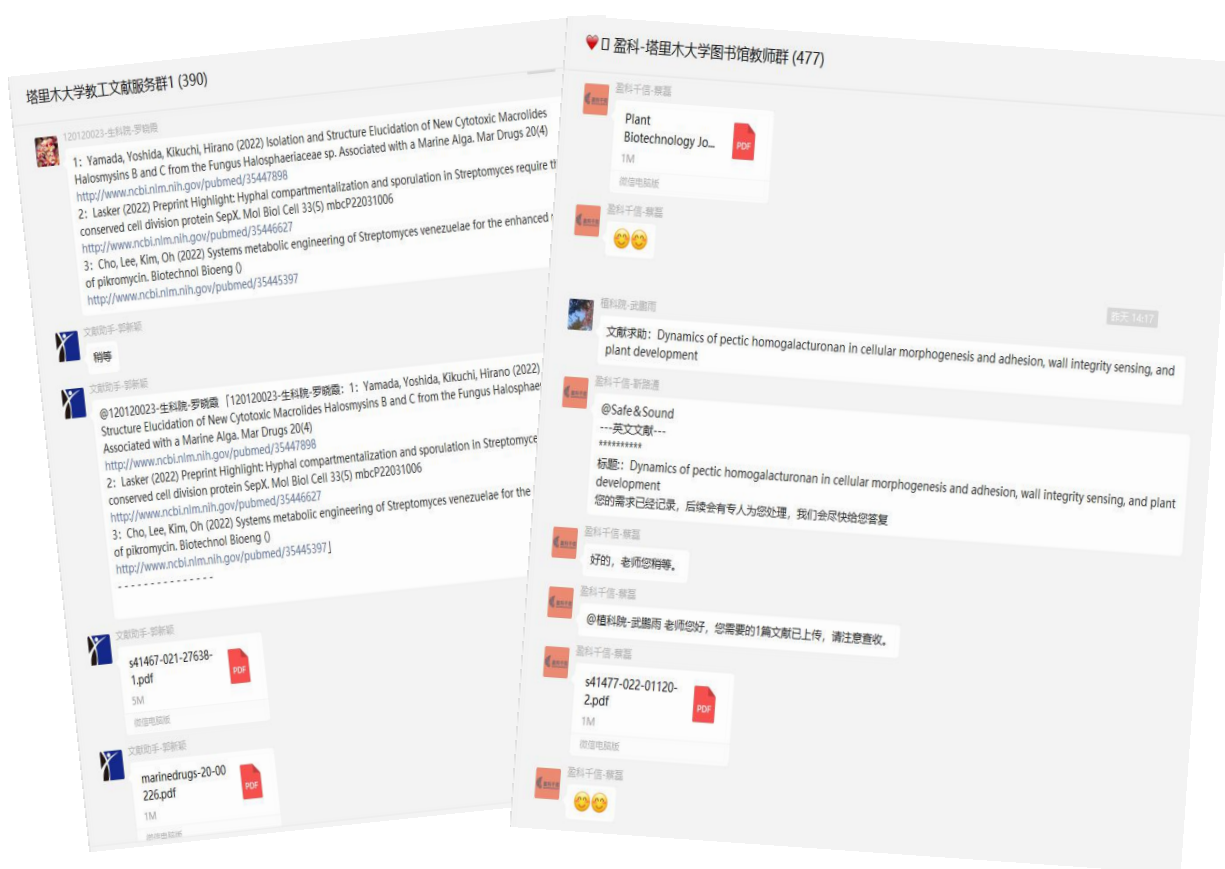 塔里木大学教工文献服务群1 (390)
120120023-生科院-罗晓霞
1: Yamada, Yoshida, Kikuchi, Hirano (2022) Isolation and Structure Elucidation of New Cytotoxic Macrolides
Halosmysins B and C from the Fungus Halosphaeriaceae sp. Associated with a Marine Alga. Mar Drugs 20(4)
http://www.ncbi.nlm.nih.gov/pubmed/35447898
2: Lasker (2022) Preprint Highlight: Hyphal compartmentalization and sporulation in Streptomyces require th
conserved cell division protein SepX. Mol Biol Cell 33(5) mbcP22031006
http://www.ncbi.nlm.nih.gov/pubmed/35446627
3: Cho, Lee, Kim, Oh (2022) Systems metabolic engineering of Streptomyces venezuelae for the enhanced
of pikromycin. Biotechnol Bioeng ()
http://www.ncbi.nlm.nih.gov/pubmed/35445397
文献助手-郭新颖
稍等
文献助手-郭新颖
@120120023-生科院-罗晓霞「120120023-生科院-罗晓霞：1: Yamada, Yoshida, Kikuchi, Hirano (2022)
Structure Elucidation of New Cytotoxic Macrolides Halosmysins B and C from the Fungus Halosphae
Associated with a Marine Alga. Mar Drugs 20(4)
http://www.ncbi.nlm.nih.gov/pubmed/35447898
2: Lasker (2022) Preprint Highlight: Hyphal compartmentalization and sporulation in Streptomyce
conserved cell division protein SepX. Mol Biol Cell 33(5) mbcP22031006
http://www.ncbi.nlm.nih.gov/pubmed/35446627
3: Cho, Lee, Kim, Oh (2022) Systems metabolic engineering of Streptomyces venezuelae for the
of pikromycin. Biotechnol Bioeng ()
http://www.ncbi.nlm.nih.gov/pubmed/35445397」
- - - - - - - - - - - - - - -
文献助手-郭新颖
s41467-021-27638-
1.pdf
PDF
5M
微信电脑版
文献助手-郭新颖
marinedrugs-20-00
226.pdf
PDF
1M
微信电脑版
盈科-塔里木大学图书馆教师群 (477)
盈科千信-蔡磊
Plant
Biotechnology Jo...
PDF
1M
微信电脑版
盈科千信-蔡磊
昨天 14:17
植科院-武鹏雨
文献求助：Dynamics of pectic homogalacturonan in cellular morphogenesis and adhesion, wall integrity sensing, and
plant development
盈科千信-靳路通
@Safe&Sound
---英文文献---
**********
标题:：Dynamics of pectic homogalacturonan in cellular morphogenesis and adhesion, wall integrity sensing, and plant
development
您的需求已经记录，后续会有专人为您处理，我们会尽快给您答复
盈科千信-蔡磊
好的，老师您稍等。
盈科千信-蔡磊
@植科院-武鹏雨 老师您好，您需要的1篇文献已上传，请注意查收。
盈科千信-蔡磊
s41477-022-01120-
2.pdf
PDF
1M
微信电脑版
盈科千信-蔡磊